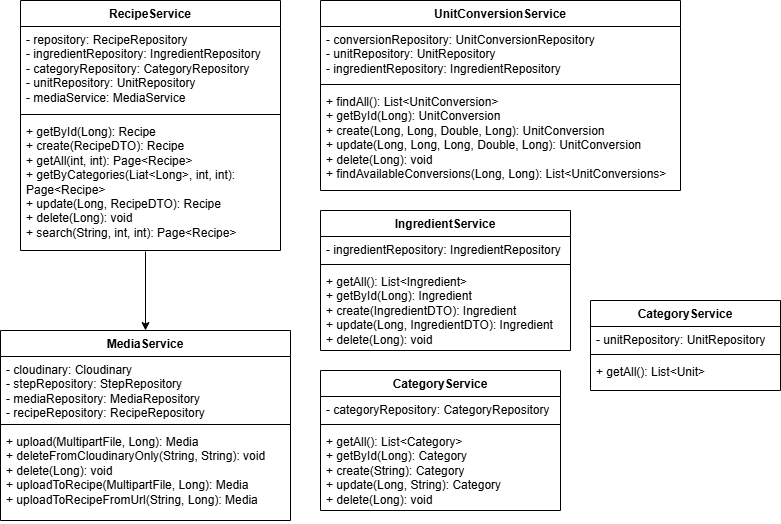 RecipeService
- repository: RecipeRepository
- ingredientRepository: IngredientRepository
- categoryRepository: CategoryRepository
- unitRepository: UnitRepository
- mediaService: MediaService
+ getById(Long): Recipe
+ create(RecipeDTO): Recipe
+ getAll(int, int): Page<Recipe>
+ getByCategories(Liat<Long>, int, int):
Page<Recipe>
+ update(Long, RecipeDTO): Recipe
+ delete(Long): void
+ search(String, int, int): Page<Recipe>
UnitConversionService
- conversionRepository: UnitConversionRepository
- unitRepository: UnitRepository
- ingredientRepository: IngredientRepository
+ findAll(): List<UnitConversion>
+ getById(Long): UnitConversion
+ create(Long, Long, Double, Long): UnitConversion
+ update(Long, Long, Long, Double, Long): UnitConversion
+ delete(Long): void
+ findAvailableConversions(Long, Long): List<UnitConversions>
IngredientService
- ingredientRepository: IngredientRepository
+ getAll(): List<Ingredient>
+ getById(Long): Ingredient
+ create(IngredientDTO): Ingredient
+ update(Long, IngredientDTO): Ingredient
+ delete(Long): void
CategoryService
- unitRepository: UnitRepository
+ getAll(): List<Unit>
MediaService
- cloudinary: Cloudinary
- stepRepository: StepRepository
- mediaRepository: MediaRepository
- recipeRepository: RecipeRepository
+ upload(MultipartFile, Long): Media
+ deleteFromCloudinaryOnly(String, String): void
+ delete(Long): void
+ uploadToRecipe(MultipartFile, Long): Media
+ uploadToRecipeFromUrl(String, Long): Media
CategoryService
- categoryRepository: CategoryRepository
+ getAll(): List<Category>
+ getById(Long): Category
+ create(String): Category
+ update(Long, String): Category
+ delete(Long): void